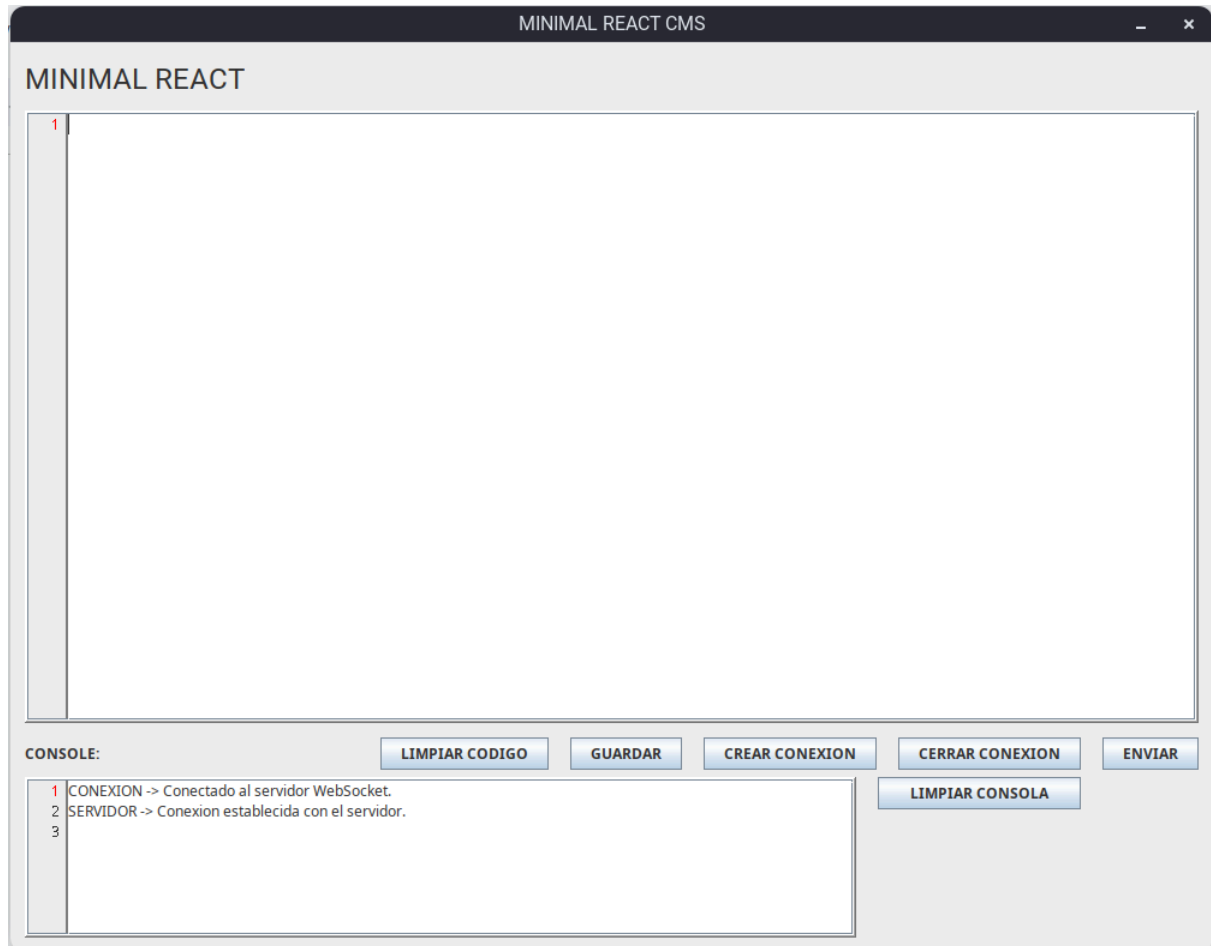 MINIMAL REACT CMS
MINIMAL REACT
1
CONSOLE: LIMPIAR CODIGO GUARDAR CREAR CONEXION CERRAR CONEXION ENVIAR
1 CONEXION -> Conectado al servidor WebSocket. LIMPIAR CONSOLA
2 SERVIDOR -> Conexion establecida con el servidor.
3